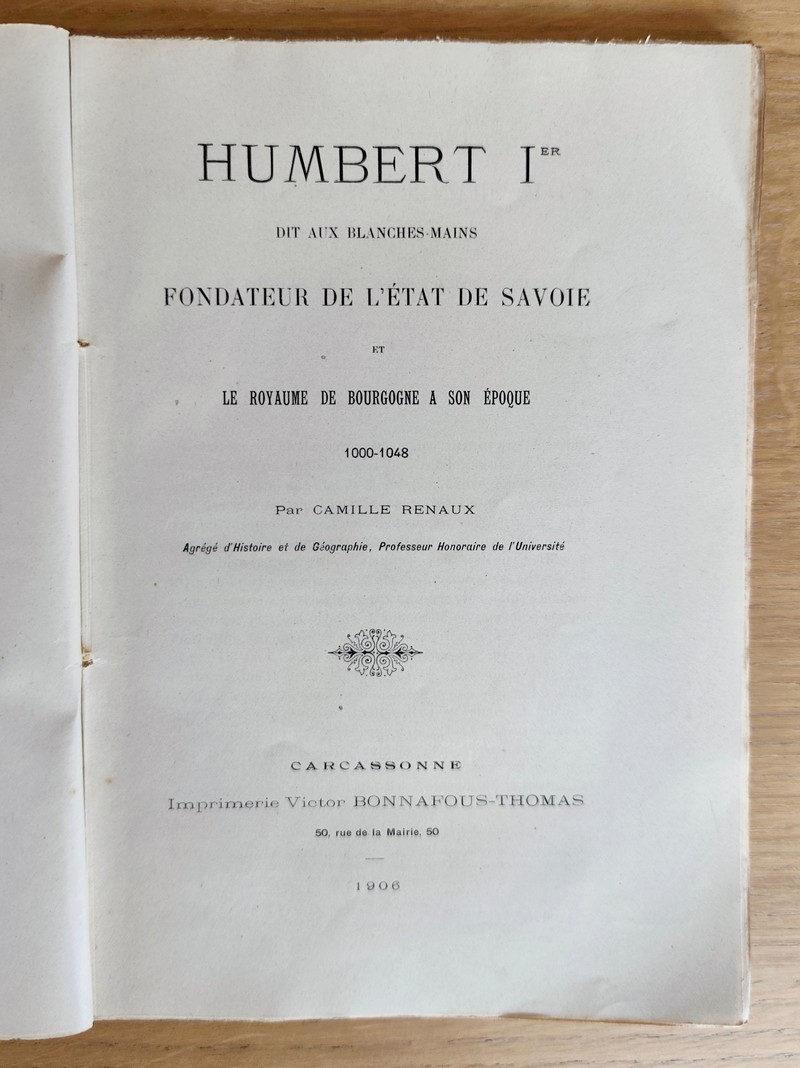 HUMBERT IER
DIT AUX BLANCHES-MAINS
FONDATEUR DE L'ÉTAT DE SAVOIE
ET
LE ROYAUME DE BOURGOGNE A SON ÉPOQUE
1000-1048
Par CAMILLE RENAUX
Agrégé d'Histoire et de Géographie, Professeur Honoraire de l'Université
CARCASSONNE
Imprimerie Victor BONNAFOUS-THOMAS
50, rue de la Mairie, 50
1906